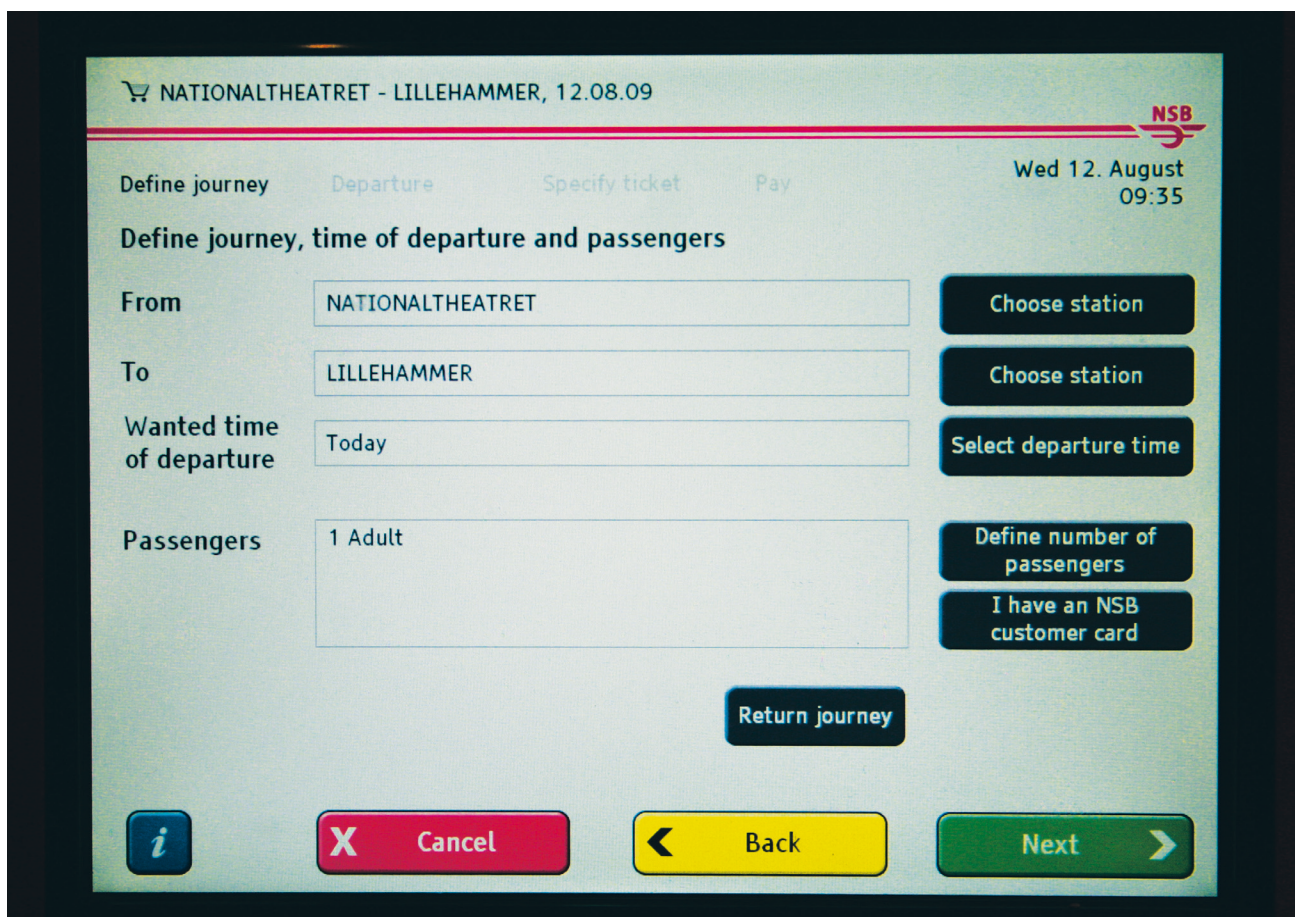 NATIONALTHEATRET - LILLEHAMMER, 12.08.09
NSB
Define journey Departure Specify ticket Pay
Wed 12. August
09:35
Define journey, time of departure and passengers
From NATIONALTHEATRET Choose station
To LILLEHAMMER Choose station
Wanted time
of departure
Today
Select departure time
Passengers
1 Adult
Define number of
passengers
I have an NSB
customer card
Return journey
i X Cancel Back Next